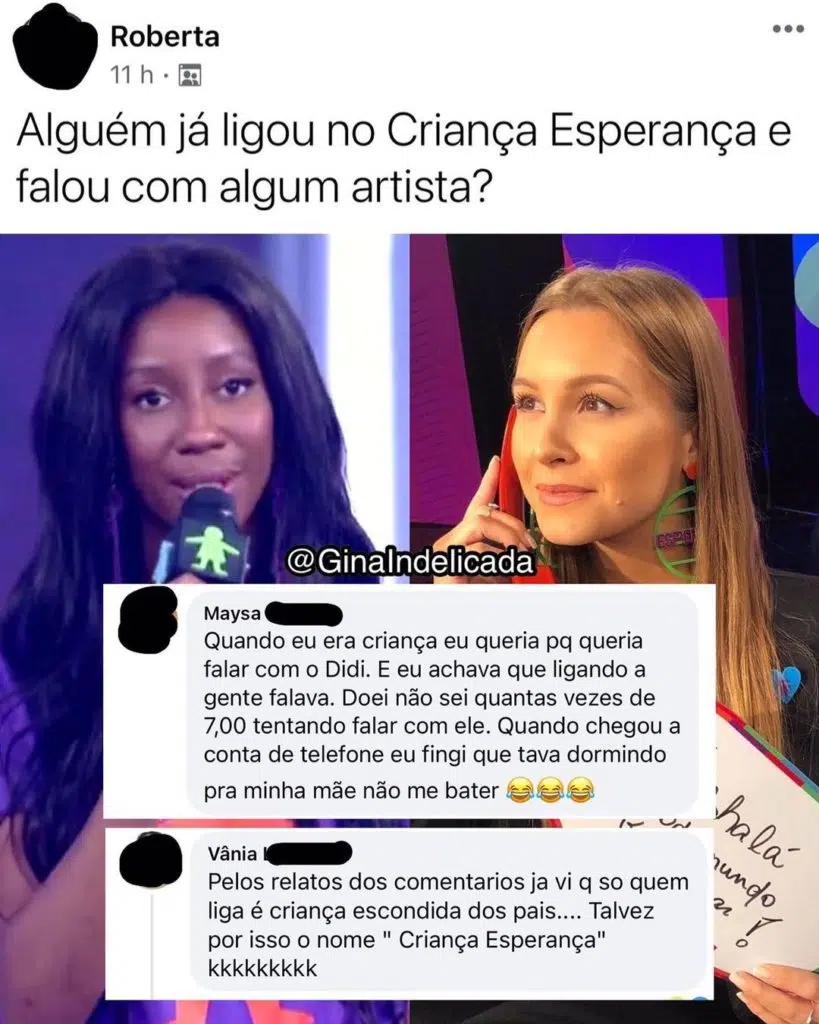 Roberta
11 h
Alguém já ligou no Criança Esperança e
falou com algum artista?
@GinaIndelicada
Maysa
Quando eu era criança eu queria pq queria
falar com o Didi. E eu achava que ligando a
gente falava. Doei não sei quantas vezes de
7,00 tentando falar com ele. Quando chegou a
conta de telefone eu fingi que tava dormindo
pra minha mãe não me bater 😂😂😂
Vânia
Pelos relatos dos comentarios ja vi q so quem
liga é criança escondida dos pais.... Talvez
por isso o nome " Criança Esperança"
kkkkkkkkk
halá
mundo
!